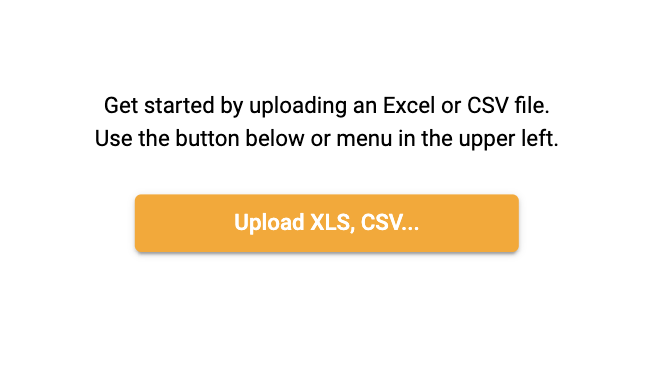 Get started by uploading an Excel or CSV file.
Use the button below or menu in the upper left.
Upload XLS, CSV...